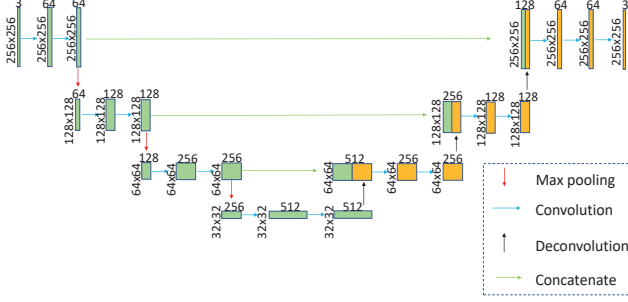 3 64 64 128 64 64 3
256x256 256x256 256x256 256x256 256x256 256x256 256x256
64 128 128 256 128 128
128x128 128x128 128x128 128x128 128x128 128x128
128 256 256 512 256 256
64x64 64x64 64x64 64x64 64x64 64x64
256 512 512
32x32 32x32 32x32
Max pooling
Convolution
Deconvolution
Concatenate